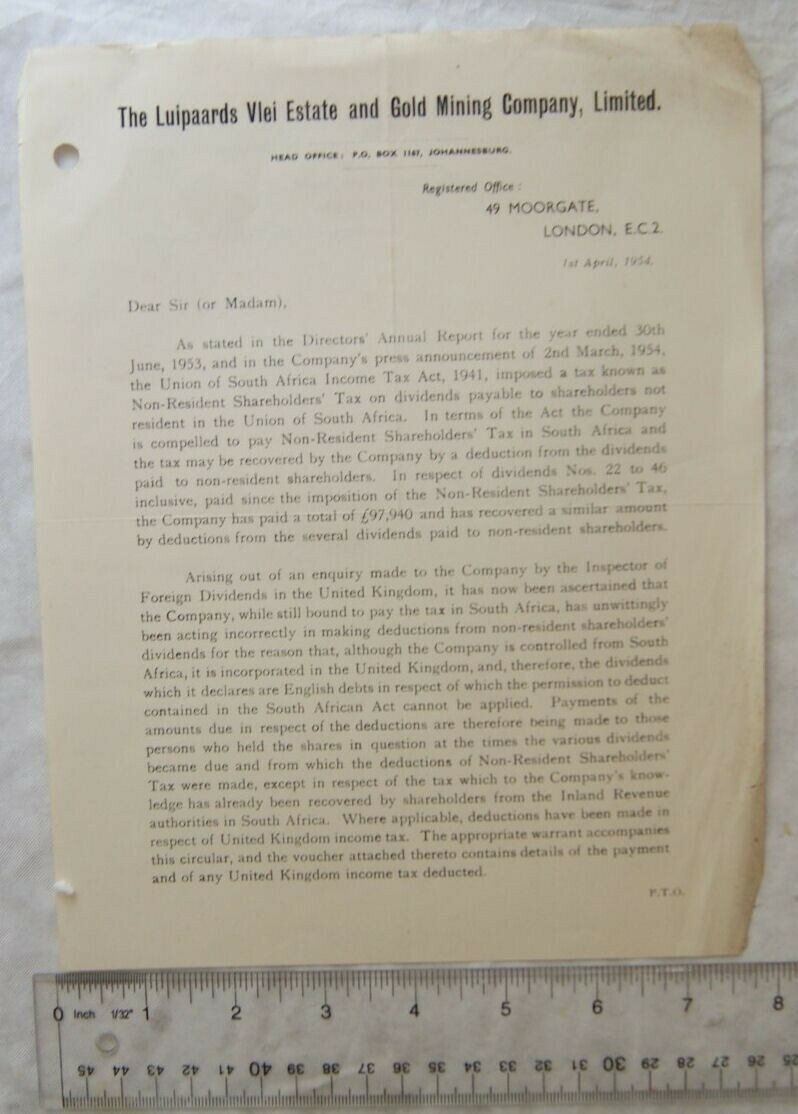 The Luipaards Vlei Estate and Gold Mining Company, Limited.
HEAD OFFICE: P.O. BOX 1167, JOHANNESBURG.
Registered Office:
49 MOORGATE,
LONDON, E.C.2.
1st April, 1954.
Dear Sir (or Madam),
As stated in the Directors' Annual Report for the year ended 30th
June, 1953, and in the Company's press announcement of 2nd March, 1954,
the Union of South Africa Income Tax Act, 1941, imposed a tax known as
Non-Resident Shareholders' Tax on dividends payable to shareholders not
resident in the Union of South Africa. In terms of the Act the Company
is compelled to pay Non-Resident Shareholders' Tax in South Africa and
the tax may be recovered by the Company by a deduction from the dividends
paid to non-resident shareholders. In respect of dividends Nos. 22 to 46
inclusive, paid since the imposition of the Non-Resident Shareholders' Tax,
the Company has paid a total of £97,940 and has recovered a similar amount
by deductions from the several dividends paid to non-resident shareholders.
Arising out of an enquiry made to the Company by the Inspector of
Foreign Dividends in the United Kingdom, it has now been ascertained that
the Company, while still bound to pay the tax in South Africa, has unwittingly
been acting incorrectly in making deductions from non-resident shareholders'
dividends for the reason that, although the Company is controlled from South
Africa, it is incorporated in the United Kingdom, and, therefore, the dividends
which it declares are English debts in respect of which the permission to deduct
contained in the South African Act cannot be applied. Payments of the
amounts due in respect of the deductions are therefore being made to those
persons who held the shares in question at the times the various dividends
became due and from which the deductions of Non-Resident Shareholders'
Tax were made, except in respect of the tax which to the Company's know-
ledge has already been recovered by shareholders from the Inland Revenue
authorities in South Africa. Where applicable, deductions have been made in
respect of United Kingdom income tax. The appropriate warrant accompanies
this circular, and the voucher attached thereto contains details of the payment
and of any United Kingdom income tax deducted.
P.T.O.
0 Inch 1/32" 1 2 3 4 5 6 7 8
45 44 43 42 41 40 39 38 37 36 35 34 33 32 31 30 29 28 27 26 25